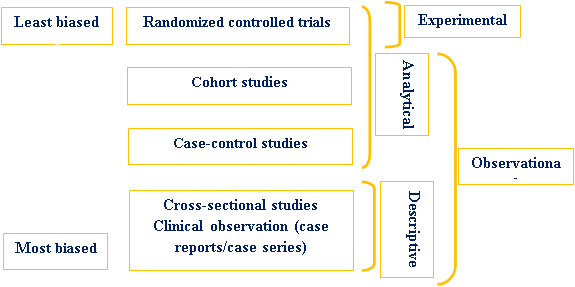 Least biased
Randomized controlled trials
Experimental
Cohort studies
Analytical
Case-control studies
Observationa
-
Cross-sectional studies
Clinical observation (case
reports/case series)
Descriptive
Most biased